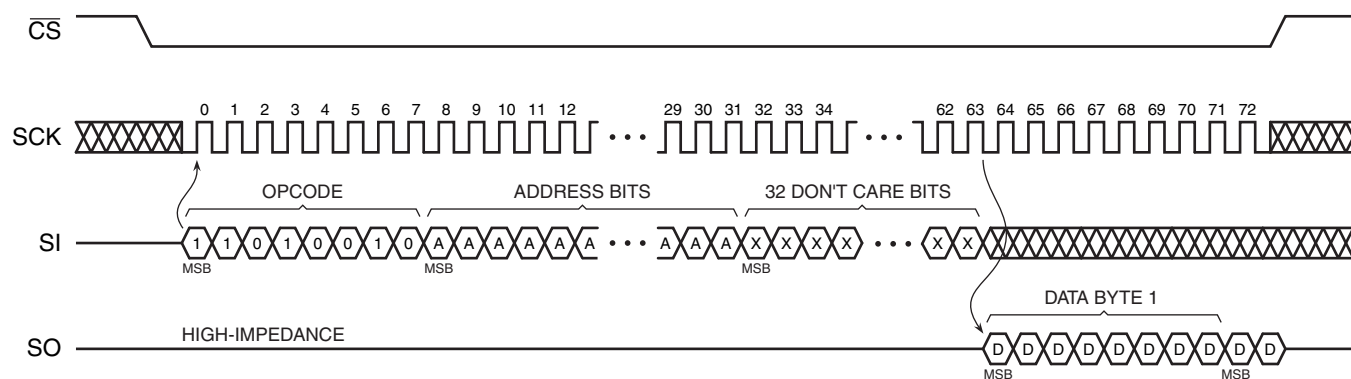 CS
0 1 2 3 4 5 6 7 8 9 10 11 12 29 30 31 32 33 34 62 63 64 65 66 67 68 69 70 71 72
SCK
OPCODE ADDRESS BITS 32 DON'T CARE BITS
SI 1 1 0 1 0 0 1 0 A A A A A A A A A X X X X X X
MSB MSB MSB
DATA BYTE 1
HIGH-IMPEDANCE
SO D D D D D D D D D D
MSB MSB